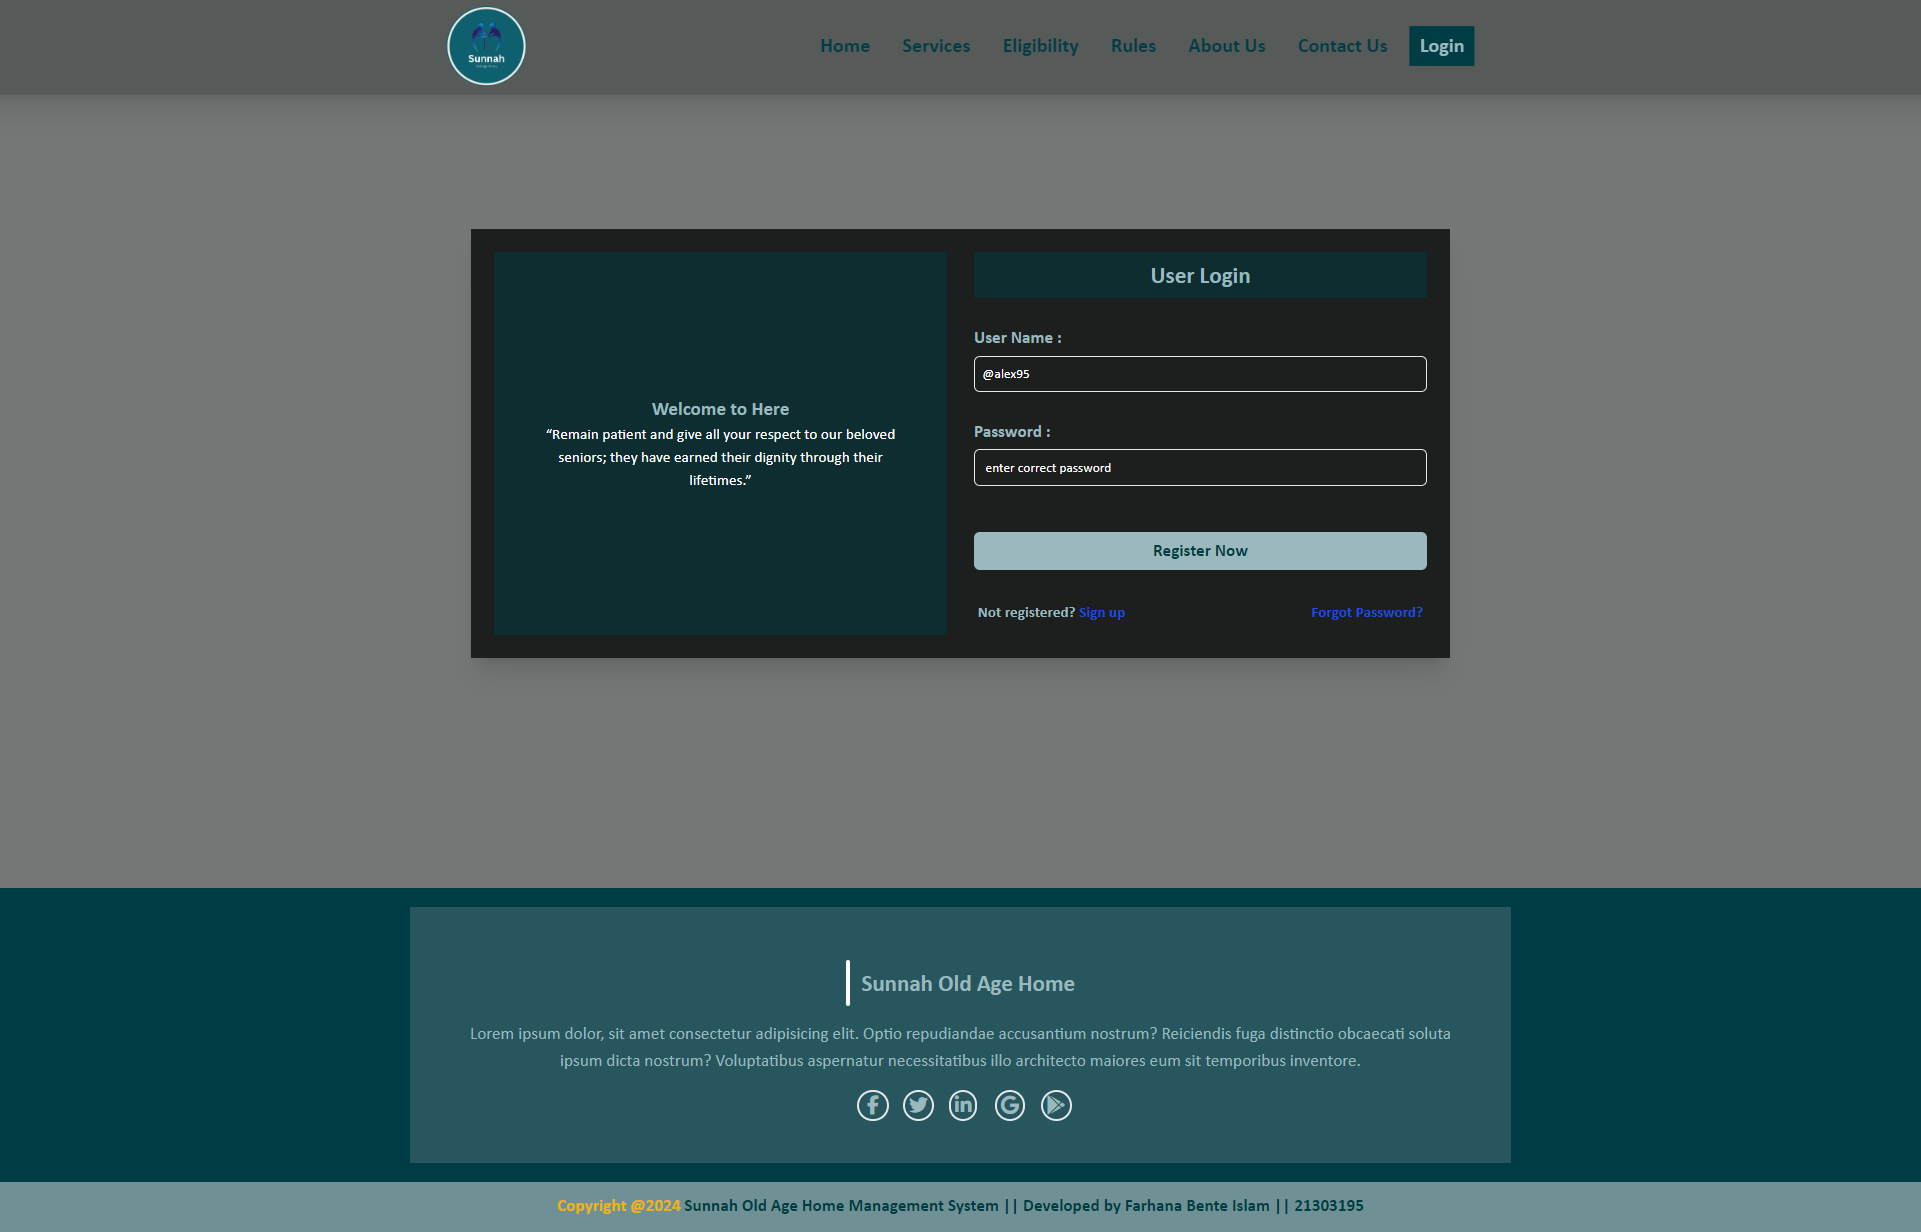 Sunnah
Home
Services
Eligibility
Rules
About Us
Contact Us
Login
Welcome to Here
“Remain patient and give all your respect to our beloved
seniors; they have earned their dignity through their
lifetimes.”
User Login
User Name :
@alex95
Password :
enter correct password
Register Now
Not registered? Sign up
Forgot Password?
Sunnah Old Age Home
Lorem ipsum dolor, sit amet consectetur adipisicing elit. Optio repudiandae accusantium nostrum? Reiciendis fuga distinctio obcaecati soluta
ipsum dicta nostrum? Voluptatibus aspernatur necessitatibus illo architecto maiores eum sit temporibus inventore.
Copyright @2024 Sunnah Old Age Home Management System || Developed by Farhana Bente Islam || 21303195